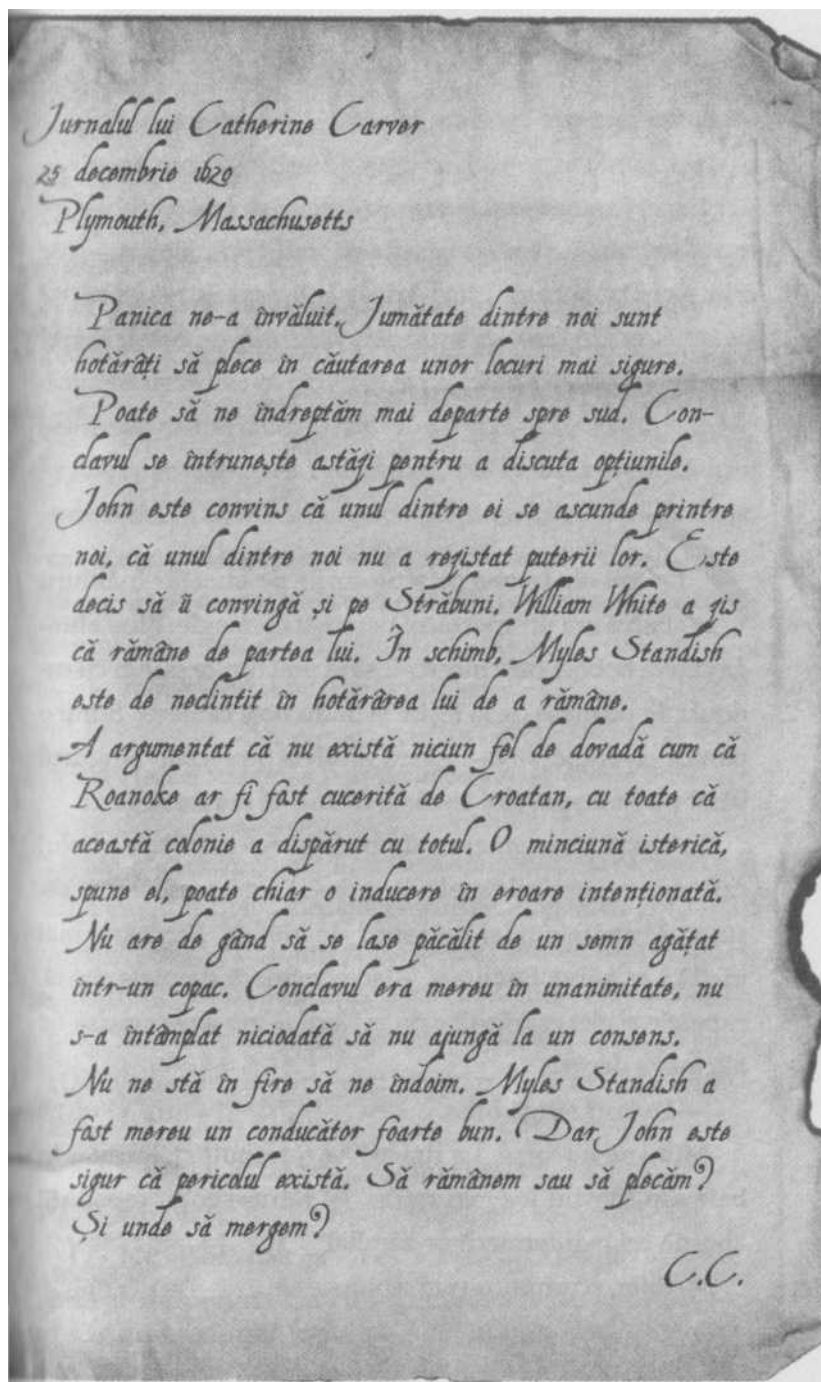 Jurnalul lui Catherine Carver
25 decembrie 1620
Plymouth, Massachusetts
Panica ne-a învăluit. Jumătate dintre noi sunt
hotărâți să plece în căutarea unor locuri mai sigure.
Poate să ne îndreptăm mai departe spre sud. Con-
clavul se întrunește astăzi pentru a discuta opțiunile.
John este convins că unul dintre ei se ascunde printre
noi, că unul dintre noi nu a rezistat puterii lor. Este
decis să îi convingă și pe Străbuni. William White a zis
că rămâne de partea lui. În schimb, Myles Standish
este de neclintit în hotărârea lui de a rămâne.
A argumentat că nu există niciun fel de dovadă cum că
Roanoke ar fi fost cucerită de Croatan, cu toate că
această colonie a dispărut cu totul. O minciună isterică,
spune el, poate chiar o inducere în eroare intenționată.
Nu are de gând să se lase păcălit de un semn agățat
într-un copac. Conclavul era mereu în unanimitate, nu
s-a întâmplat niciodată să nu ajungă la un consens.
Nu ne stă în fire să ne îndoim. Myles Standish a
fost mereu un conducător foarte bun. Dar John este
sigur că pericolul există. Să rămânem sau să plecăm?
Și unde să mergem?
C.C.